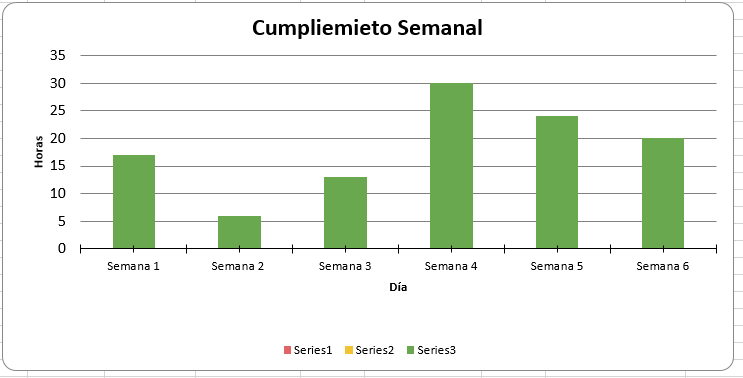 Cumpliemieto Semanal
35
30
25
20
15
10
5
0
Horas
Semana 1 Semana 2 Semana 3 Semana 4 Semana 5 Semana 6
Día
Series1 Series2 Series3